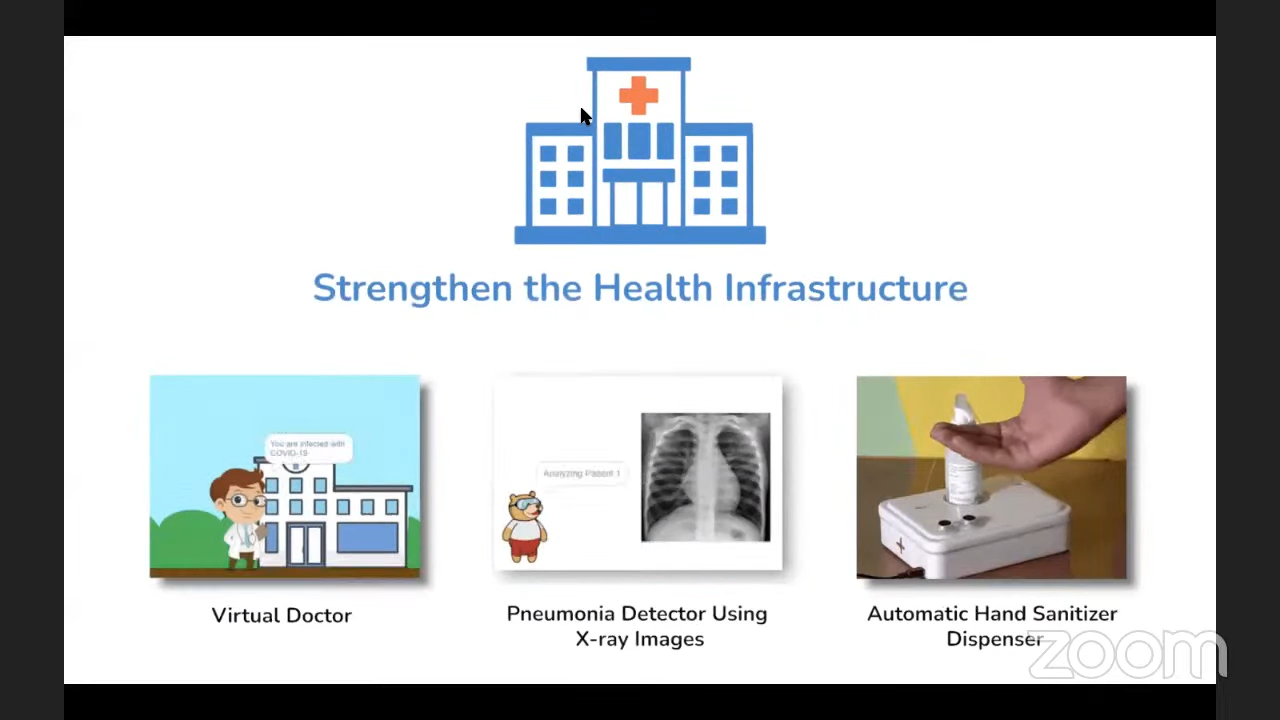 Strengthen the Health Infrastructure
You are infected with
COVID-19
Analyzing Patient 1
Virtual Doctor
Pneumonia Detector Using
X-ray Images
Automatic Hand Sanitizer
Dispenser
zoom